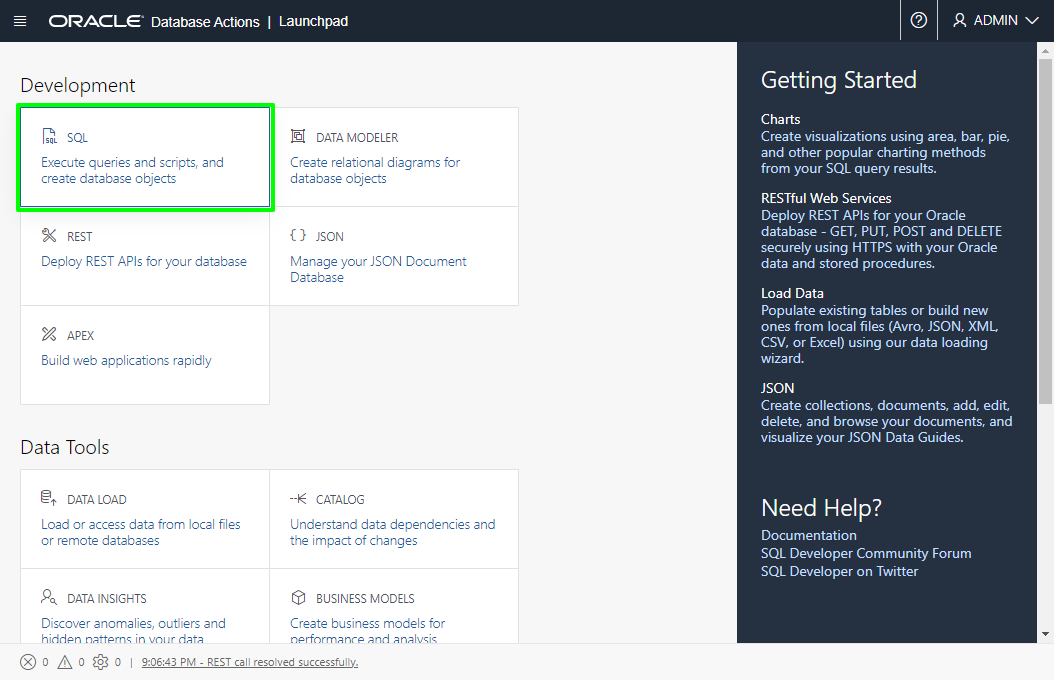 ORACLE Database Actions | Launchpad
ADMIN
Development
SQL
Execute queries and scripts, and
create database objects
DATA MODELER
Create relational diagrams for
database objects
REST
Deploy REST APIs for your database
{ } JSON
Manage your JSON Document
Database
APEX
Build web applications rapidly
Data Tools
DATA LOAD
Load or access data from local files
or remote databases
CATALOG
Understand data dependencies and
the impact of changes
DATA INSIGHTS
Discover anomalies, outliers and
hidden patterns in your data
BUSINESS MODELS
Create business models for
performance and analysis
Getting Started
Charts
Create visualizations using area, bar, pie,
and other popular charting methods
from your SQL query results.
RESTful Web Services
Deploy REST APIs for your Oracle
database - GET, PUT, POST and DELETE
securely using HTTPS with your Oracle
data and stored procedures.
Load Data
Populate existing tables or build new
ones from local files (Avro, JSON, XML,
CSV, or Excel) using our data loading
wizard.
JSON
Create collections, documents, add, edit,
delete, and browse your documents, and
visualize your JSON Data Guides.
Need Help?
Documentation
SQL Developer Community Forum
SQL Developer on Twitter
0 0 0 | 9:06:43 PM - REST call resolved successfully.